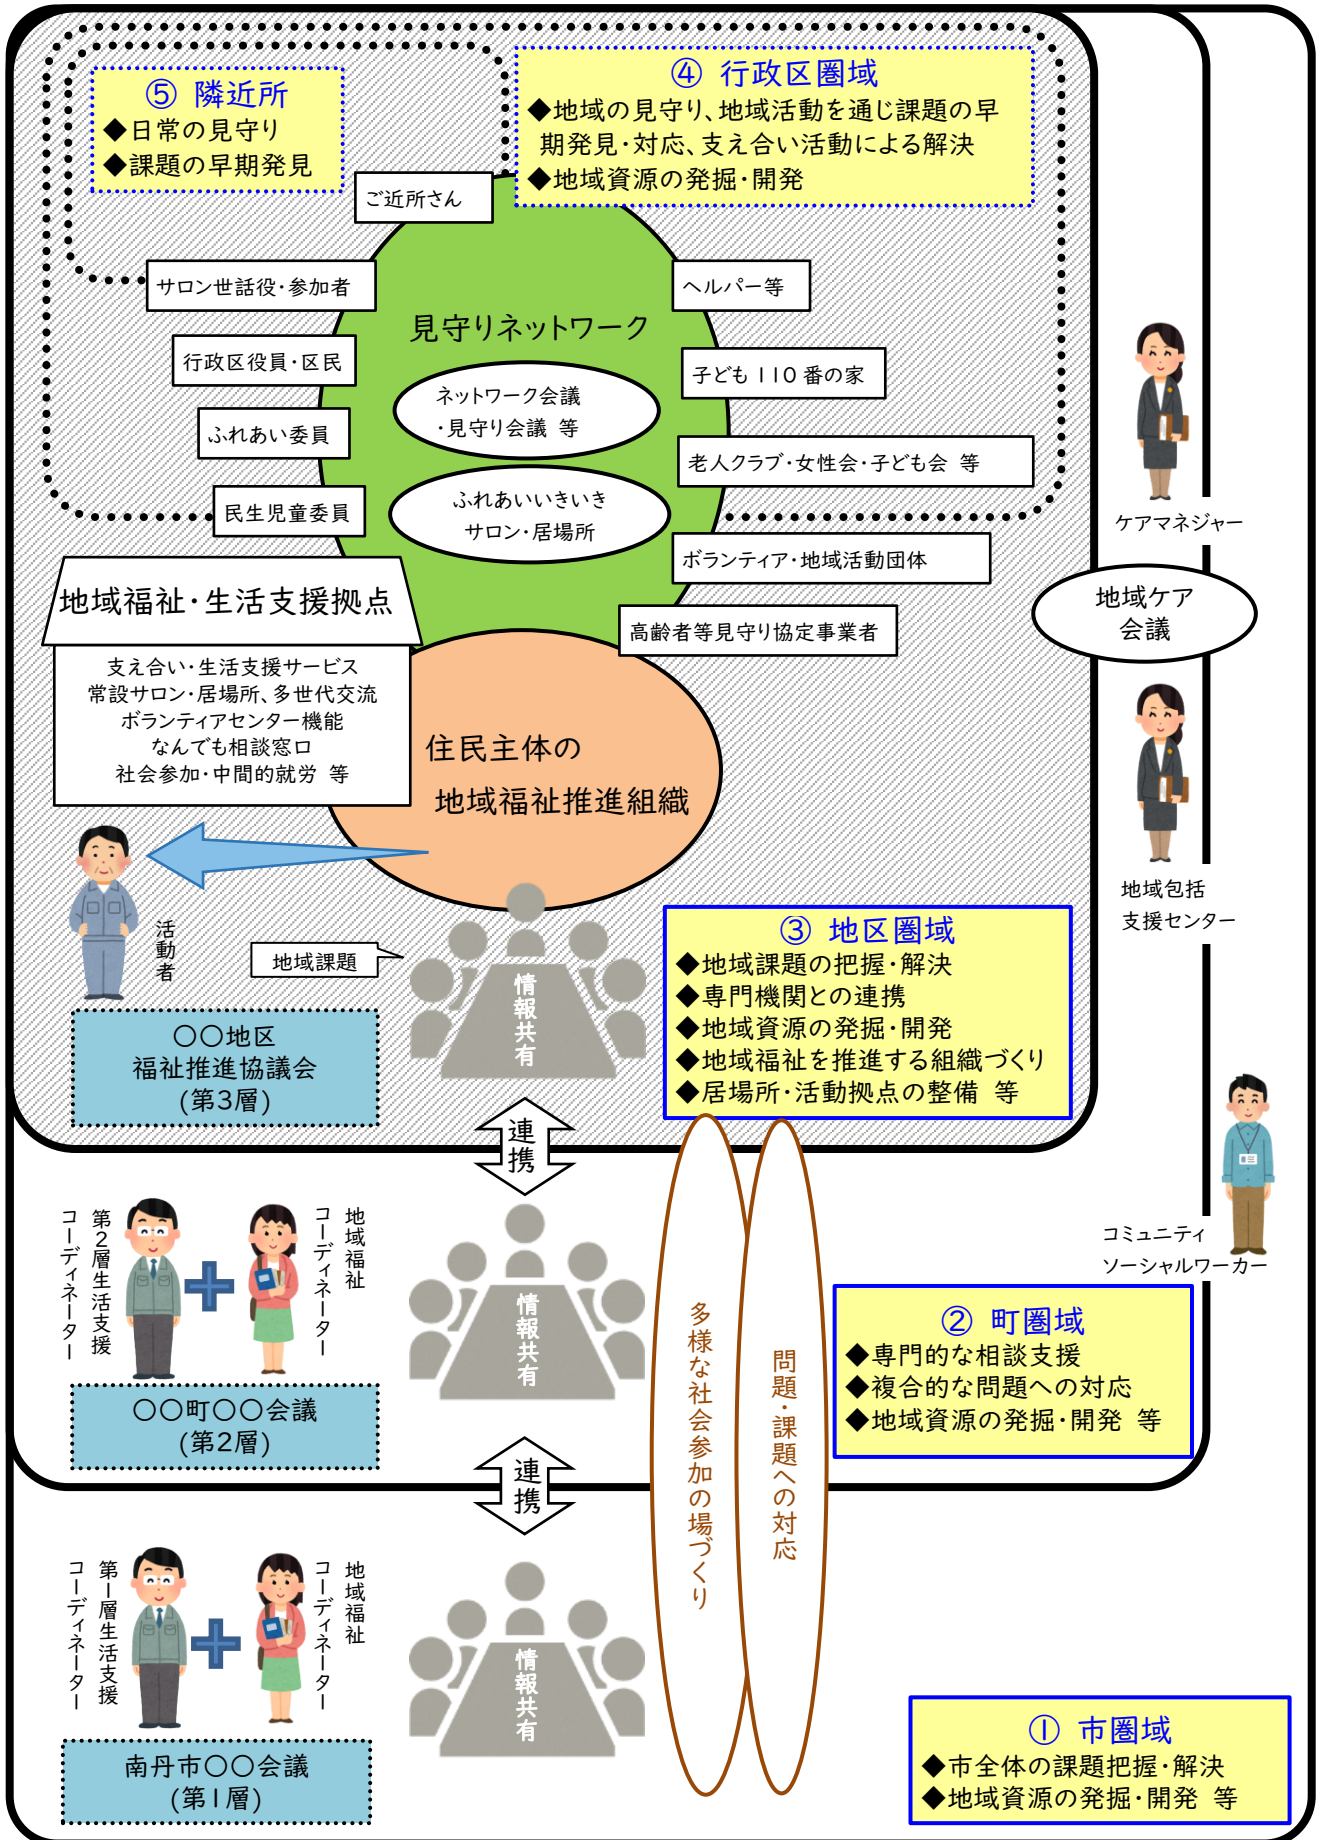 ⑤ 隣近所
◆日常の見守り
◆課題の早期発見
④ 行政区圏域
◆地域の見守り、地域活動を通じ課題の早
期発見・対応、支え合い活動による解決
◆地域資源の発掘・開発
ご近所さん
サロン世話役・参加者
行政区役員・区民
ふれあい委員
民生児童委員
見守りネットワーク
ネットワーク会議
・見守り会議 等
ふれあいいきいき
サロン・居場所
ヘルパー等
子ども110番の家
老人クラブ・女性会・子ども会 等
ボランティア・地域活動団体
高齢者等見守り協定事業者
ケアマネジャー
地域ケア
会議
地域包括
支援センター
地域福祉・生活支援拠点
支え合い・生活支援サービス
常設サロン・居場所、多世代交流
ボランティアセンター機能
なんでも相談窓口
社会参加・中間的就労 等
住民主体の
地域福祉推進組織
活動者
地域課題
情報共有
③ 地区圏域
◆地域課題の把握・解決
◆専門機関との連携
◆地域資源の発掘・開発
◆地域福祉を推進する組織づくり
◆居場所・活動拠点の整備 等
〇〇地区
福祉推進協議会
(第3層)
連携
コミュニティ
ソーシャルワーカー
第2層生活支援
コーディネーター
地域福祉
コーディネーター
情報共有
〇〇町〇〇会議
(第2層)
② 町圏域
◆専門的な相談支援
◆複合的な問題への対応
◆地域資源の発掘・開発 等
多様な社会参加の場づくり
問題・課題への対応
連携
第1層生活支援
コーディネーター
地域福祉
コーディネーター
情報共有
南丹市〇〇会議
(第1層)
① 市圏域
◆市全体の課題把握・解決
◆地域資源の発掘・開発 等